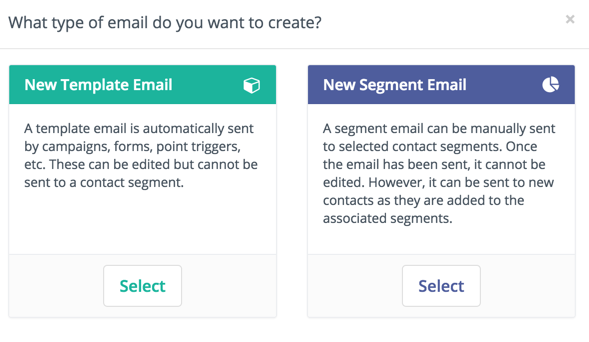 What type of email do you want to create?
×
New Template Email
A template email is automatically sent
by campaigns, forms, point triggers,
etc. These can be edited but cannot be
sent to a contact segment.
Select
New Segment Email
A segment email can be manually sent
to selected contact segments. Once
the email has been sent, it cannot be
edited. However, it can be sent to new
contacts as they are added to the
associated segments.
Select